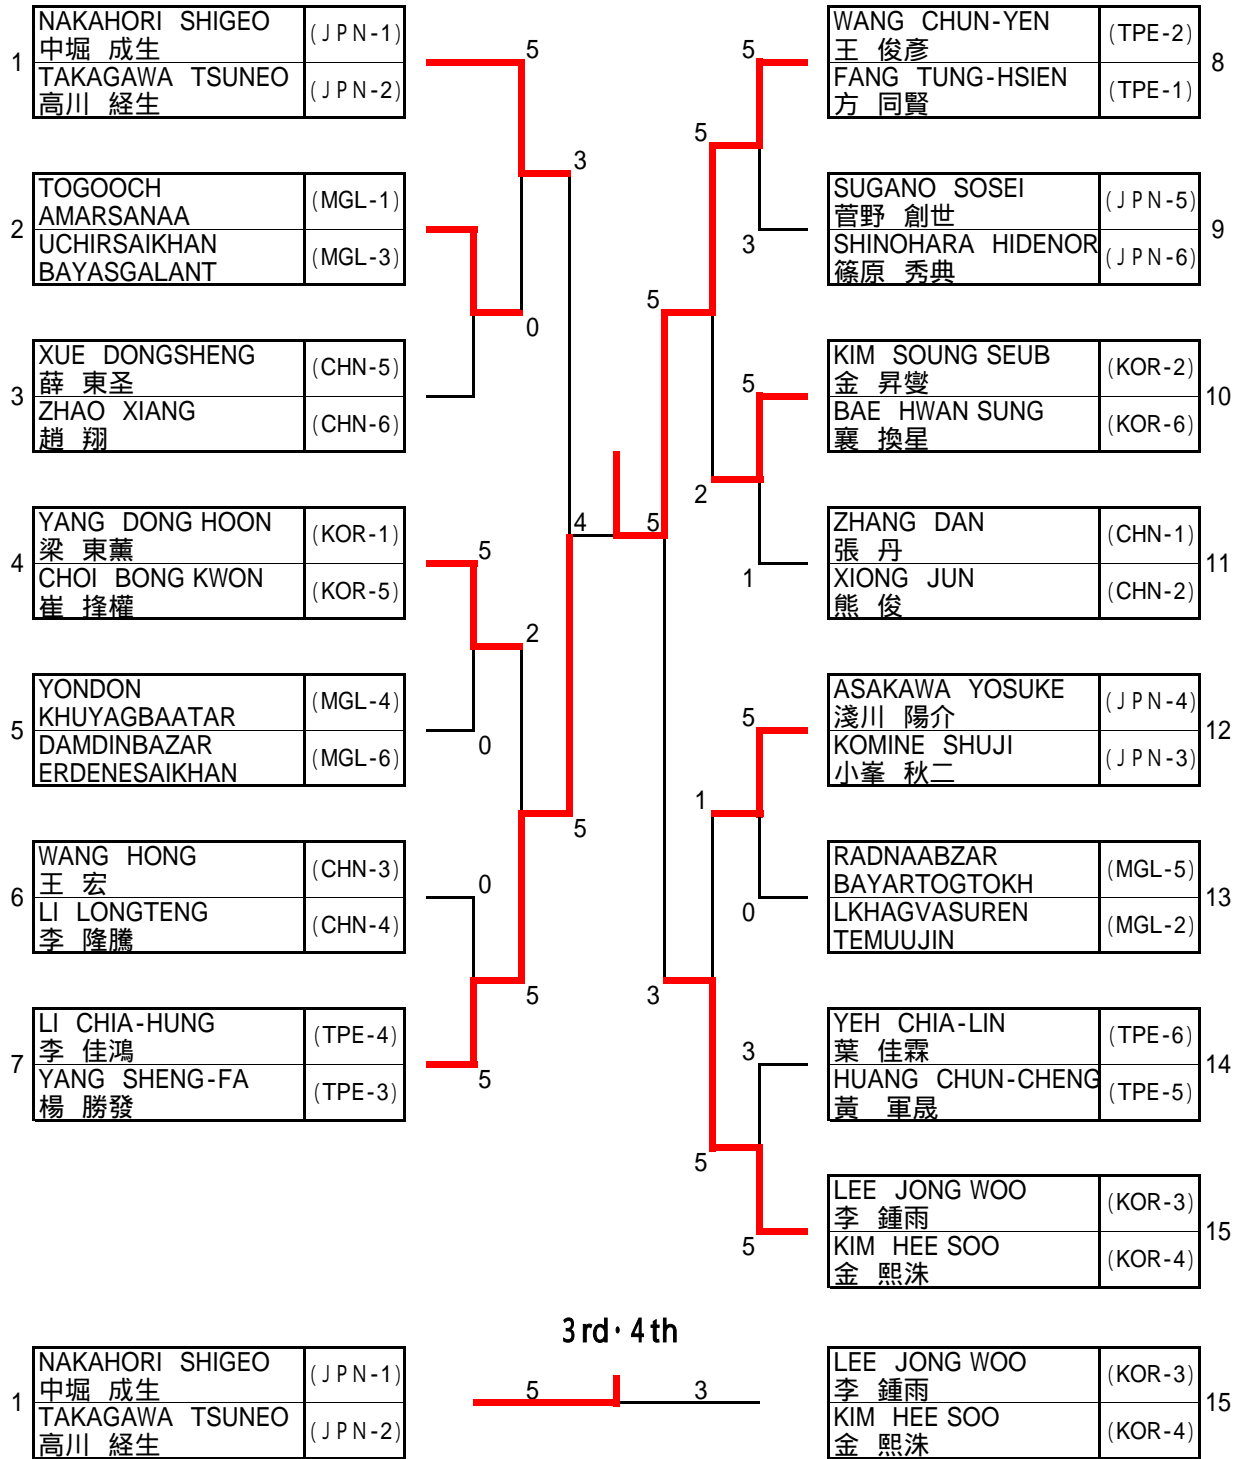 1
NAKAHORI SHIGEO (JPN-1)
中堀 成生
TAKAGAWA TSUNEO (JPN-2)
高川 経生
2
TOGOOCH (MGL-1)
AMARSANAA
UCHIRSAIKHAN (MGL-3)
BAYASGALANT
3
XUE DONGSHENG (CHN-5)
薛 東圣
ZHAO XIANG (CHN-6)
趙 翔
4
YANG DONG HOON (KOR-1)
梁 東薫
CHOI BONG KWON (KOR-5)
崔 捀權
5
YONDON (MGL-4)
KHUYAGBAATAR
DAMDINBAZAR (MGL-6)
ERDENESAIKHAN
6
WANG HONG (CHN-3)
王 宏
LI LONGTENG (CHN-4)
李 隆騰
7
LI CHIA-HUNG (TPE-4)
李 佳鴻
YANG SHENG-FA (TPE-3)
楊 勝發
5
0
5
0
0
5
3
2
5
5
4
5
5
3
5
3
5
1
5
0
3
5
5
2
1
5
WANG CHUN-YEN (TPE-2)
王 俊彥
FANG TUNG-HSIEN (TPE-1)
方 同賢
8
SUGANO SOSEI (JPN-5)
菅野 創世
SHINOHARA HIDENOR (JPN-6)
篠原 秀典
9
KIM SOUNG SEUB (KOR-2)
金 昇燮
BAE HWAN SUNG (KOR-6)
襄 換星
10
ZHANG DAN (CHN-1)
張 丹
XIONG JUN (CHN-2)
熊 俊
11
ASAKAWA YOSUKE (JPN-4)
淺川 陽介
KOMINE SHUJI (JPN-3)
小峯 秋二
12
RADNAABZAR (MGL-5)
BAYARTOGTOKH
LKHAGVASUREN (MGL-2)
TEMUUJIN
13
YEH CHIA-LIN (TPE-6)
葉 佳霖
HUANG CHUN-CHENG (TPE-5)
黃 軍晟
14
LEE JONG WOO (KOR-3)
李 鍾雨
KIM HEE SOO (KOR-4)
金 熙洙
15
3rd・4th
1
NAKAHORI SHIGEO (JPN-1)
中堀 成生
TAKAGAWA TSUNEO (JPN-2)
高川 経生
5 3
LEE JONG WOO (KOR-3)
李 鍾雨
KIM HEE SOO (KOR-4)
金 熙洙
15